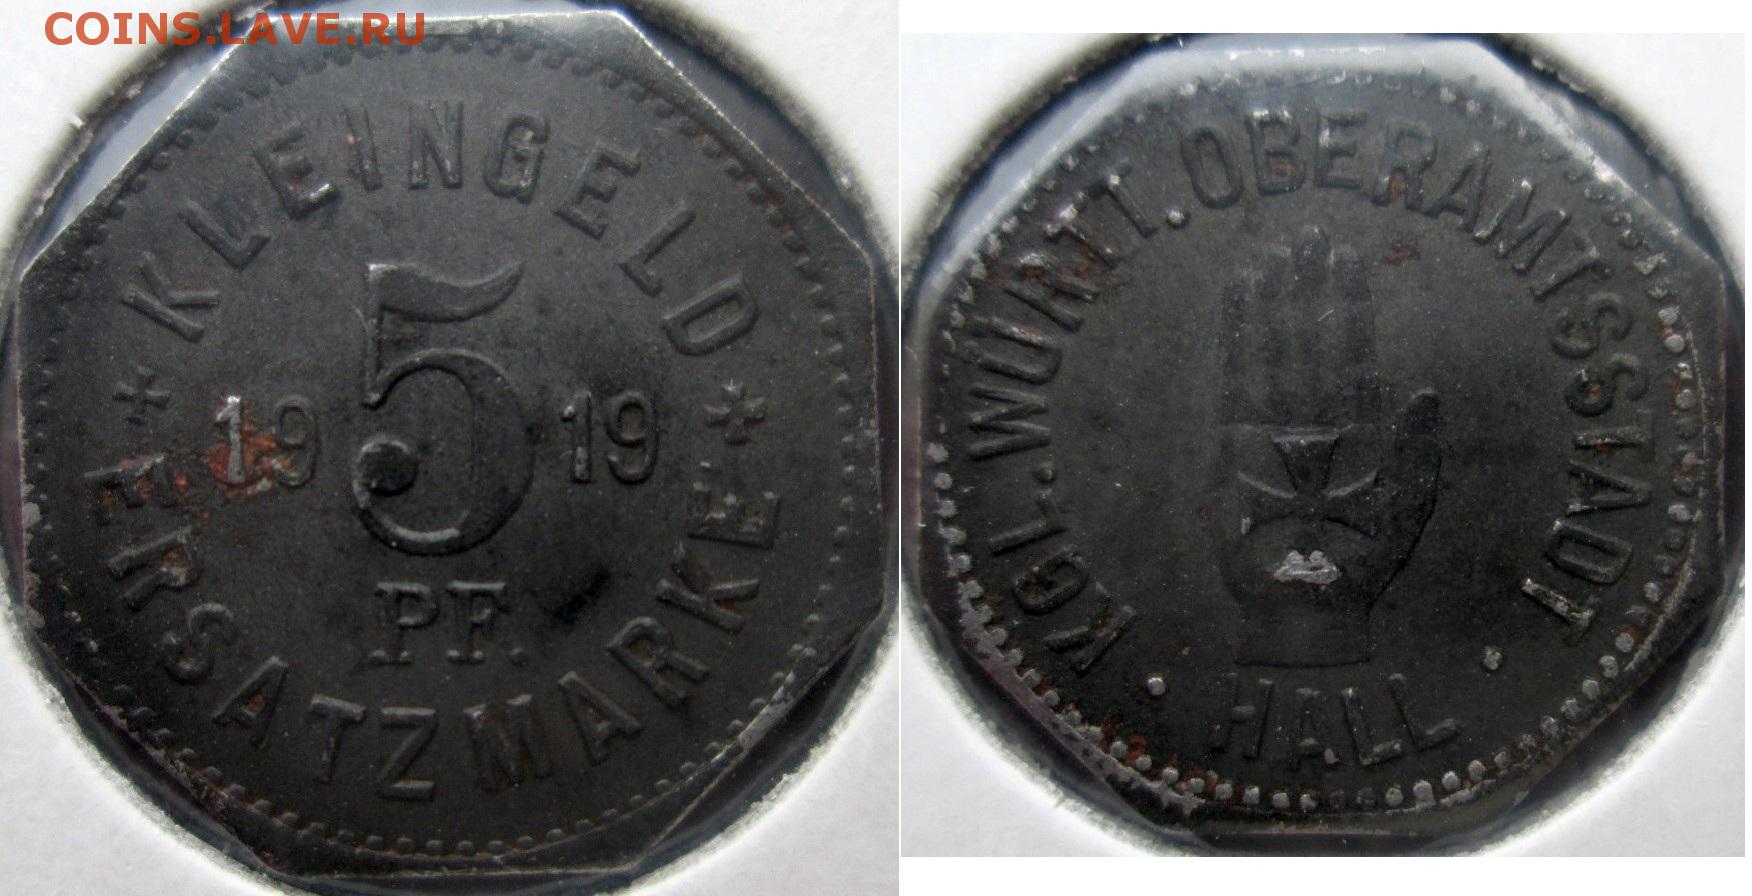 COINS.LAVE.RU
KLEINGELD
19 5 19
PF.
ERSATZMARKE
KGL. WÜRTT. OBERAMTSSTADT
· HALL ·